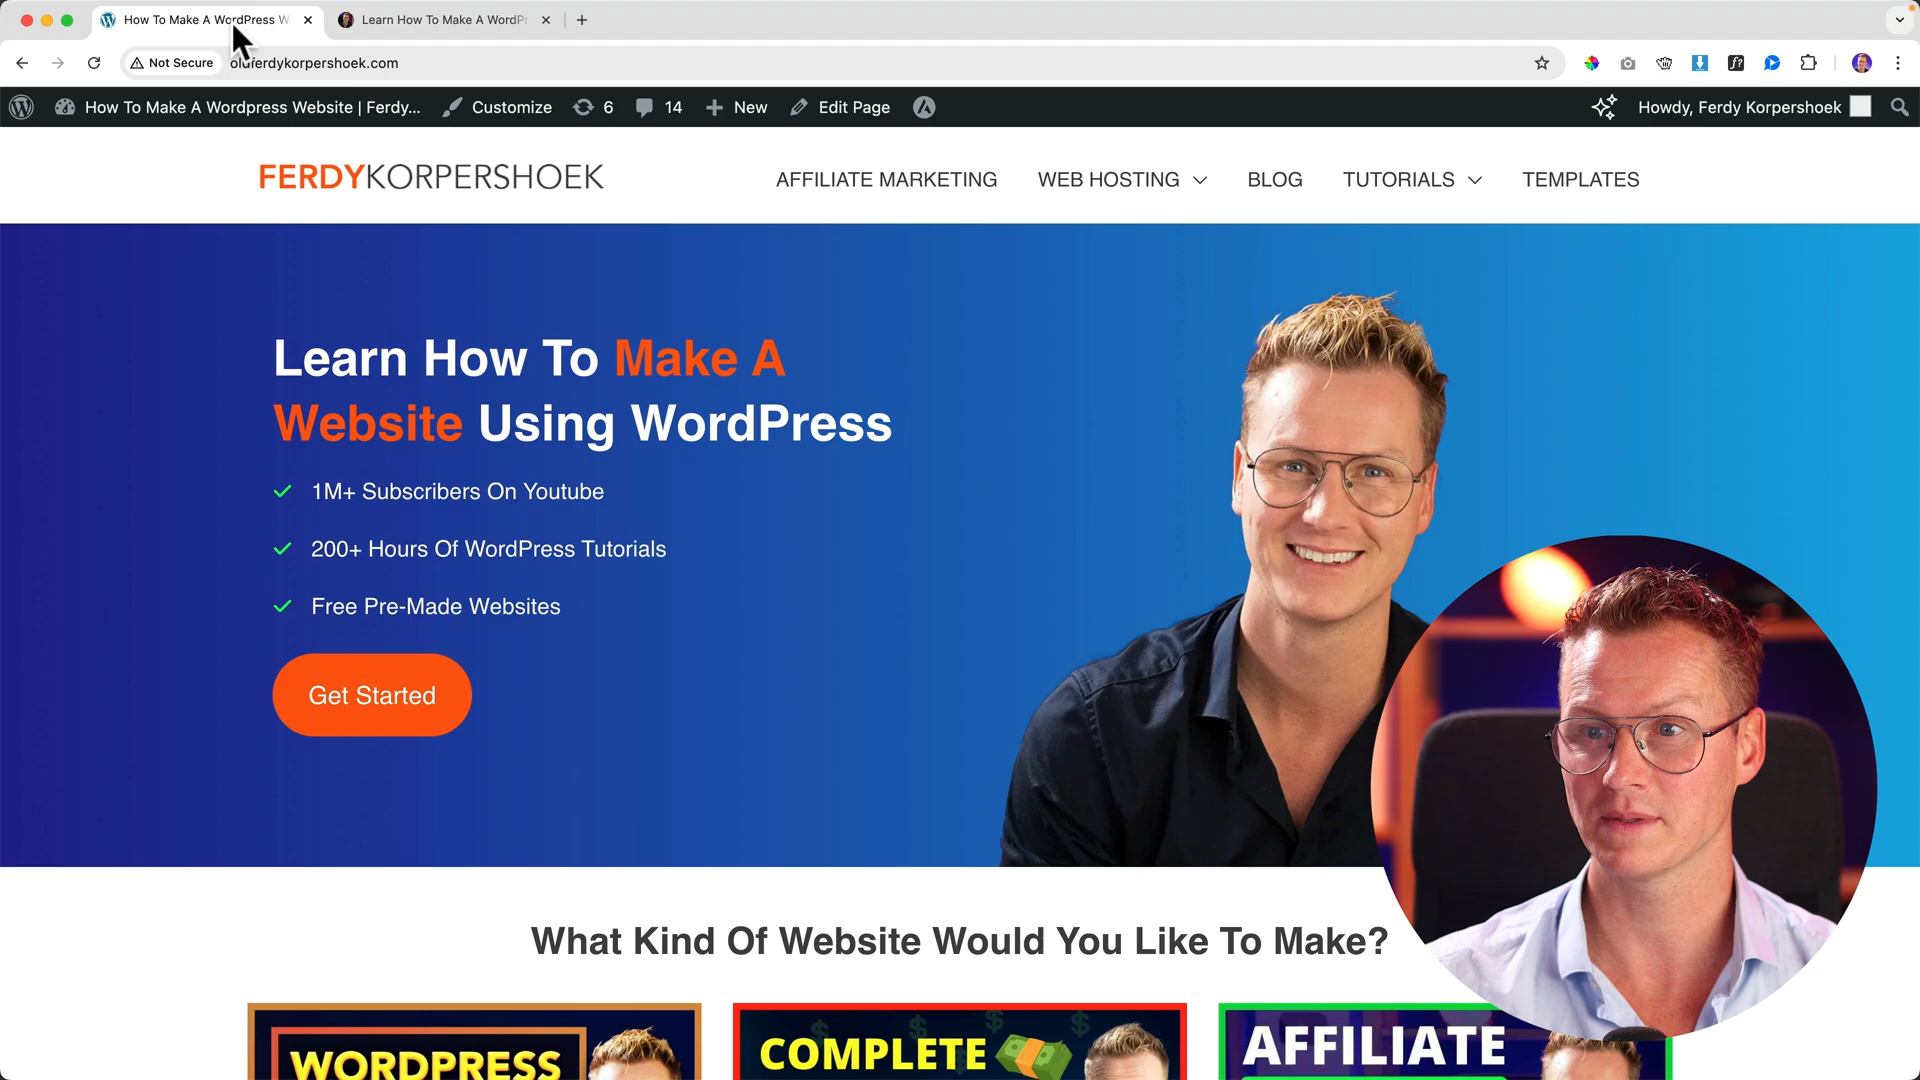 How To Make A WordPress W
Learn How To Make A WordPr
Not Secure
oldferdykorpershoek.com
How To Make A Wordpress Website | Ferdy...
Customize
6
14
New
Edit Page
Howdy, Ferdy Korpershoek
FERDYKORPERSHOEK
AFFILIATE MARKETING
WEB HOSTING
BLOG
TUTORIALS
TEMPLATES
Learn How To Make A
Website Using WordPress
1M+ Subscribers On Youtube
200+ Hours Of WordPress Tutorials
Free Pre-Made Websites
Get Started
What Kind Of Website Would You Like To Make?
WORDPRESS
COMPLETE
AFFILIATE